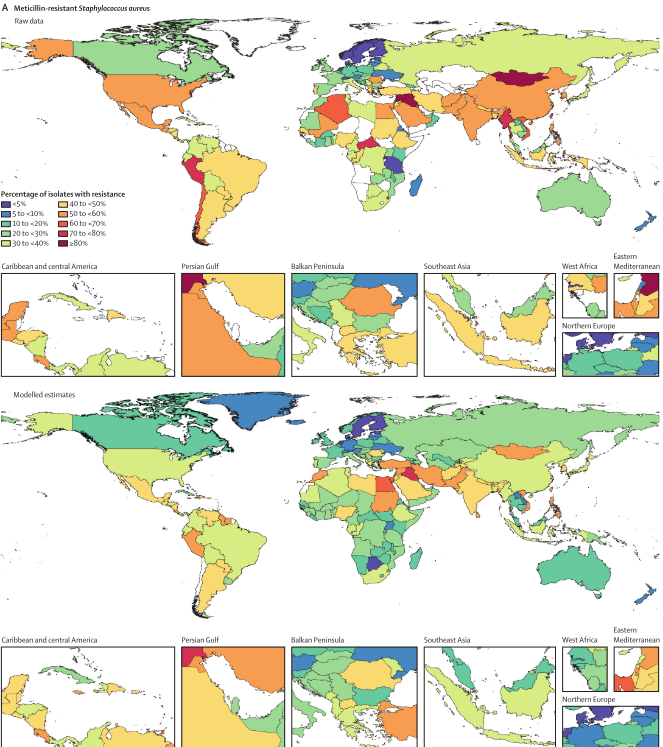 A Meticillin-resistant Staphylococcus aureus
Raw data
Percentage of isolates with resistance
<5%
5 to <10%
10 to <20%
20 to <30%
30 to <40%
40 to <50%
50 to <60%
60 to <70%
70 to <80%
≥80%
Caribbean and central America
Persian Gulf
Balkan Peninsula
Southeast Asia
West Africa
Eastern
Mediterranean
Northern Europe
Modelled estimates
Caribbean and central America
Persian Gulf
Balkan Peninsula
Southeast Asia
West Africa
Eastern
Mediterranean
Northern Europe